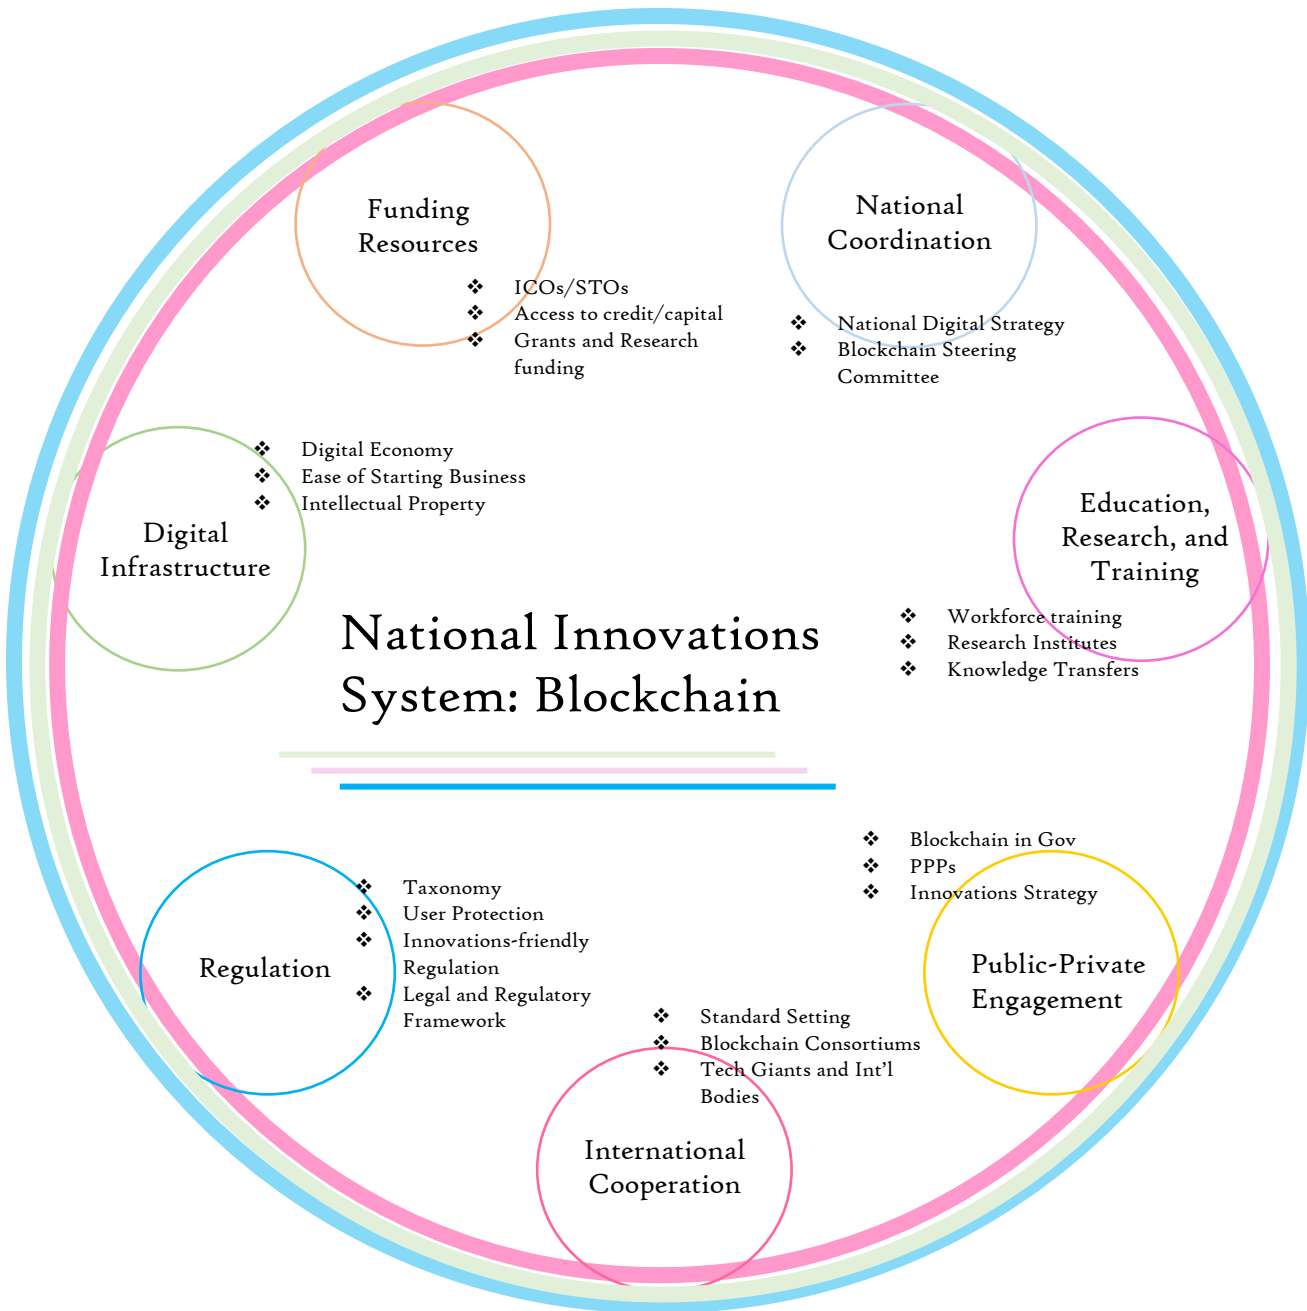 Funding
Resources
❖ ICOs/STOs
❖ Access to credit/capital
❖ Grants and Research
funding
National
Coordination
❖ National Digital Strategy
❖ Blockchain Steering
Committee
Digital
Infrastructure
❖ Digital Economy
❖ Ease of Starting Business
❖ Intellectual Property
Education,
Research, and
Training
❖ Workforce training
❖ Research Institutes
❖ Knowledge Transfers
National Innovations
System: Blockchain
Regulation
❖ Taxonomy
❖ User Protection
❖ Innovations-friendly
Regulation
❖ Legal and Regulatory
Framework
❖ Blockchain in Gov
❖ PPPs
❖ Innovations Strategy
Public-Private
Engagement
❖ Standard Setting
❖ Blockchain Consortiums
❖ Tech Giants and Int’l
Bodies
International
Cooperation